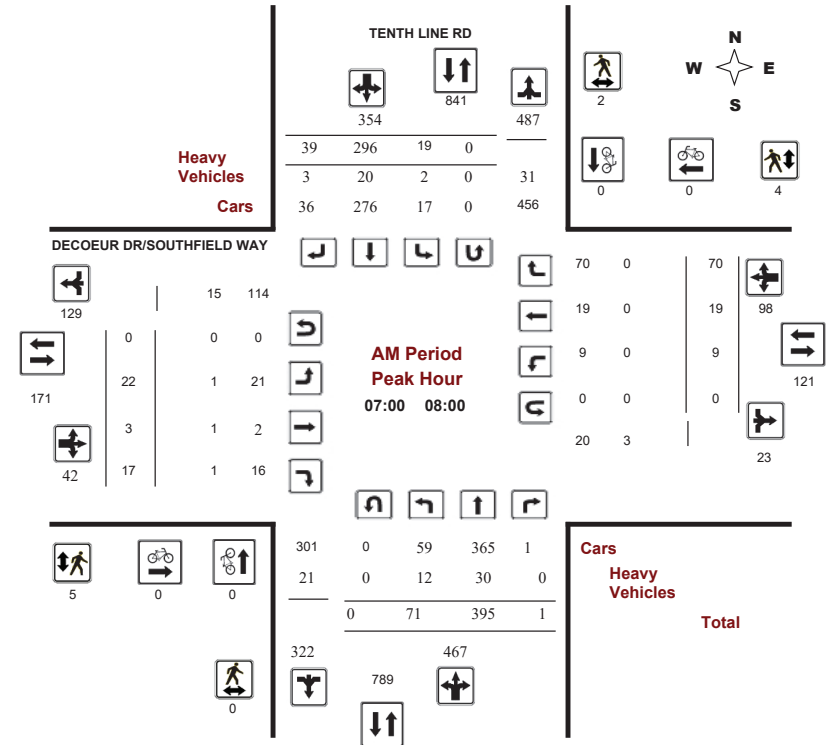 TENTH LINE RD
N
W E
S
841
2
354 487
39 296 19 0
Heavy
Vehicles 3 20 2 0 31
Cars 36 276 17 0 456
0 0 4
DECOEUR DR/SOUTHFIELD WAY
129
15 114
70 0 70
0 0 0
19 0 19 98
171
AM Period
Peak Hour
07:00 08:00
22 1 21
9 0 9
121
0 0 0
3 1 2
20 3
42
17 1 16
23
301 0 59 365 1 Cars
21 0 12 30 0 Heavy
Vehicles
5 0 0
0 71 395 1 Total
322 467
789
0